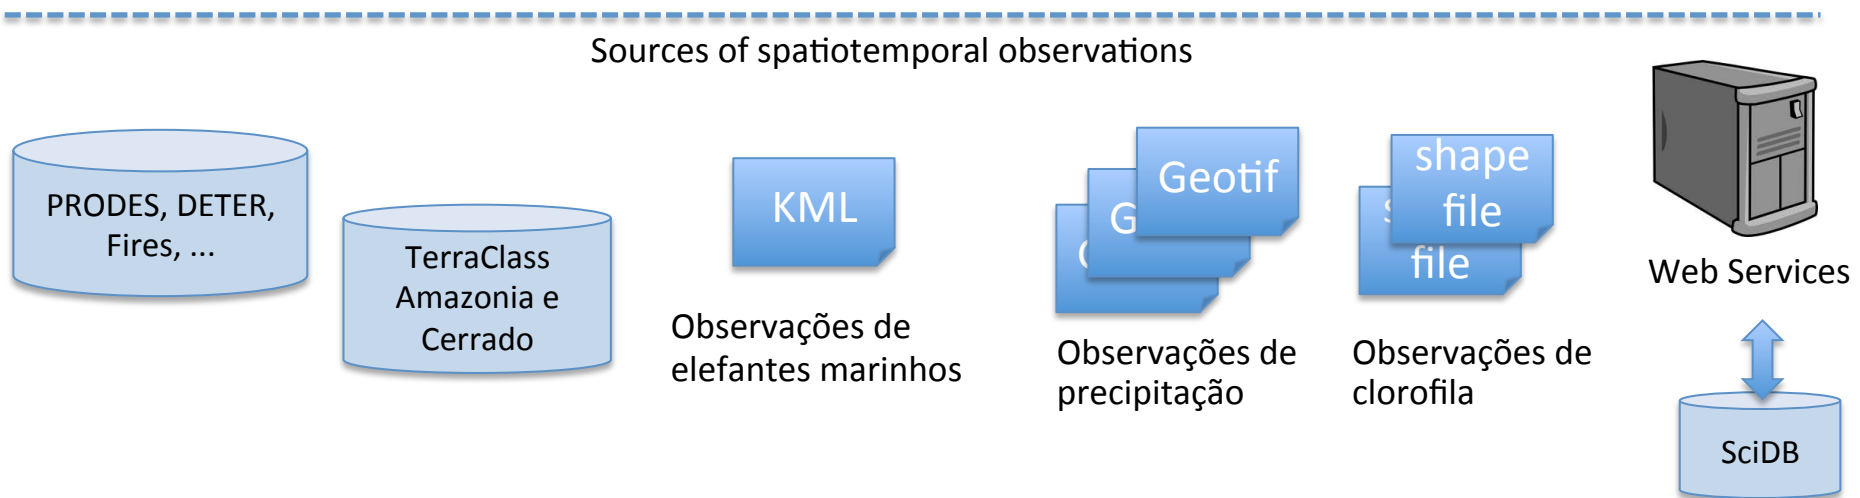 Sources of spatiotemporal observations
PRODES, DETER,
Fires, ...
TerraClass
Amazonia e
Cerrado
KML
Observações de
elefantes marinhos
Geotif
G
Observações de
precipitação
shape
file
file
Observações de
clorofila
Web Services
SciDB